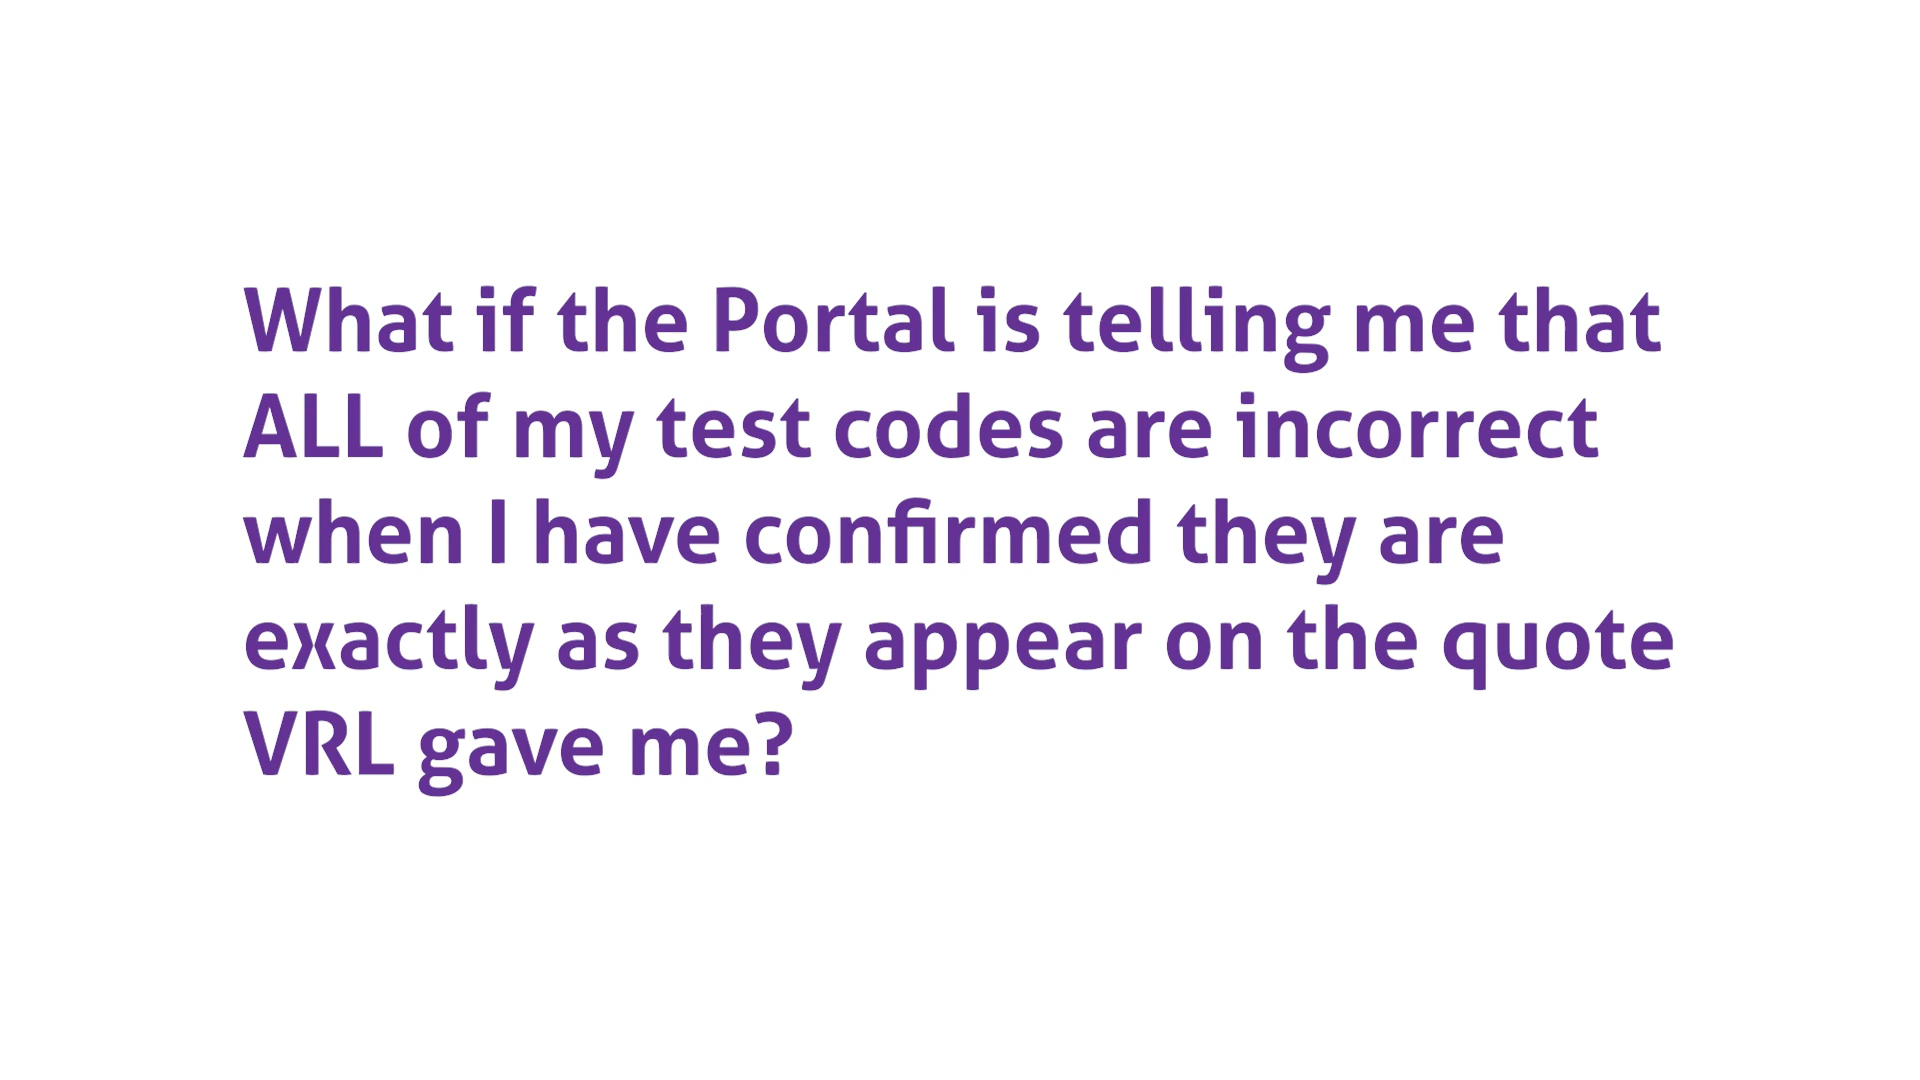 What if the Portal is telling me that
ALL of my test codes are incorrect
when I have confirmed they are
exactly as they appear on the quote
VRL gave me?